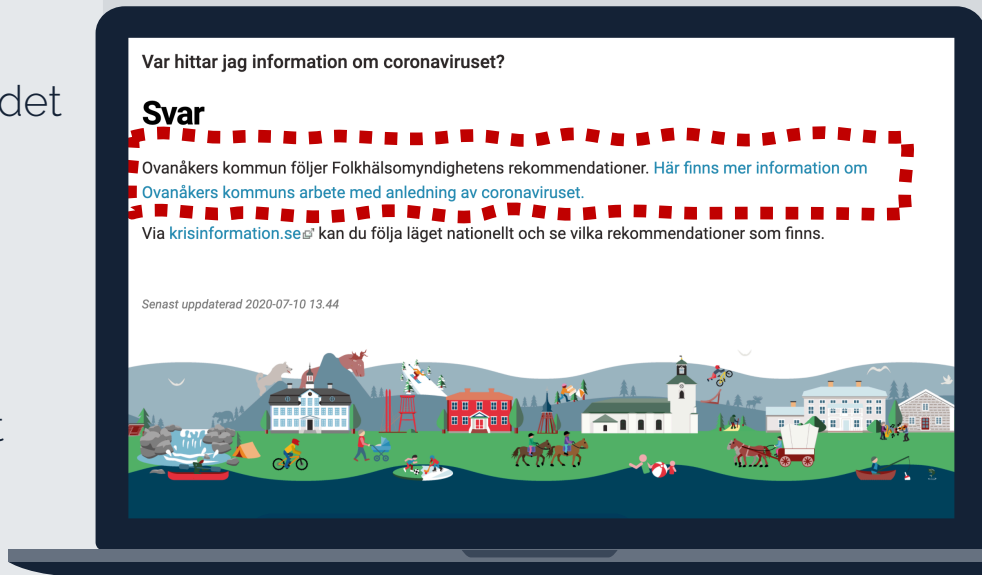 det
t
Var hittar jag information om coronaviruset?
Svar
Ovanåkers kommun följer Folkhälsomyndighetens rekommendationer. Här finns mer information om
Ovanåkers kommuns arbete med anledning av coronaviruset.
Via krisinformation.se kan du följa läget nationellt och se vilka rekommendationer som finns.
Senast uppdaterad 2020-07-10 13.44